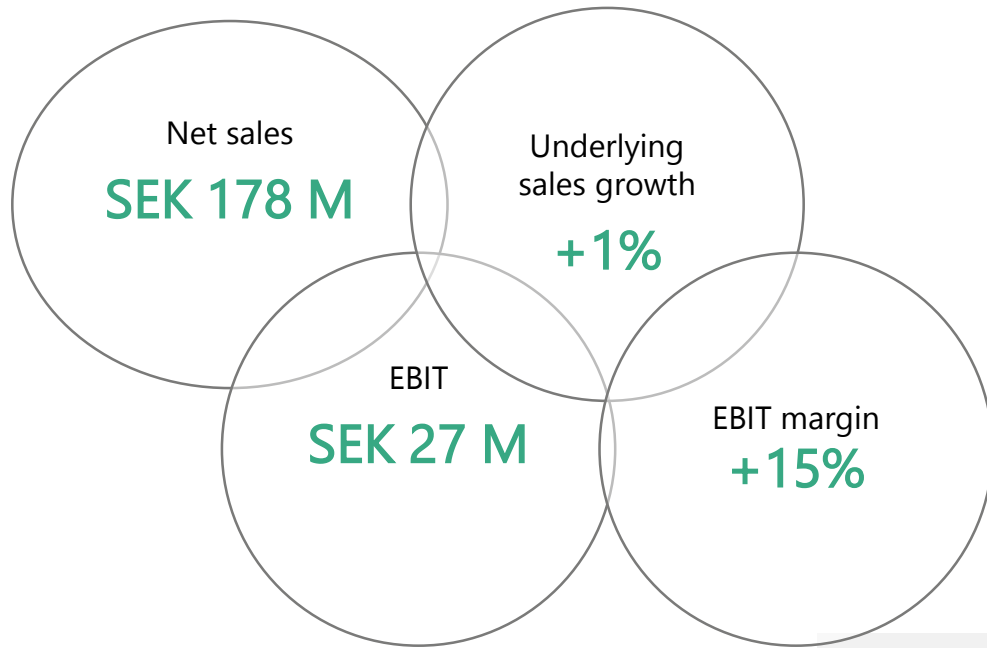 Net sales
SEK 178 M
Underlying
sales growth
+1%
EBIT
SEK 27 M
EBIT margin
+15%